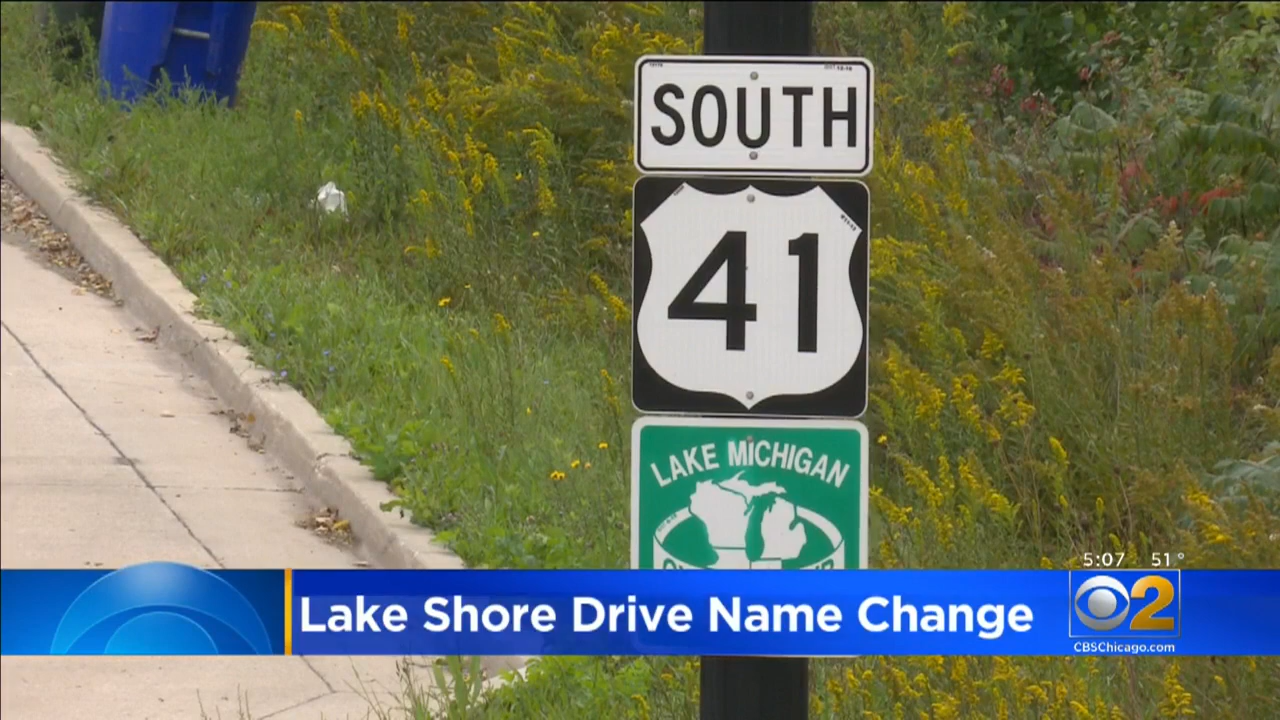 SOUTH
41
LAKE MICHIGAN
5:07 51°
Lake Shore Drive Name Change
2
CBSChicago.com